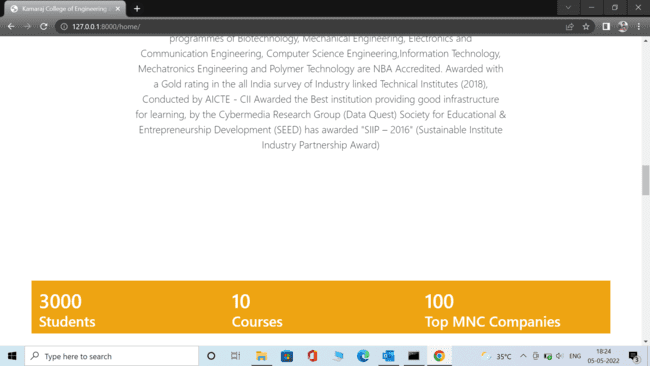 Kamaraj College of Engineering -
127.0.0.1:8000/home/
programmes of Biotechnology, Mechanical Engineering, Electronics and
Communication Engineering, Computer Science Engineering,Information Technology,
Mechatronics Engineering and Polymer Technology are NBA Accredited. Awarded with
a Gold rating in the all India survey of Industry linked Technical Institutes (2018),
Conducted by AICTE - CII Awarded the Best institution providing good infrastructure
for learning, by the Cybermedia Research Group (Data Quest) Society for Educational &
Entrepreneurship Development (SEED) has awarded "SIIP – 2016" (Sustainable Institute
Industry Partnership Award)
3000
Students
10
Courses
100
Top MNC Companies
Type here to search
35°C
ENG
18:24
05-05-2022
3